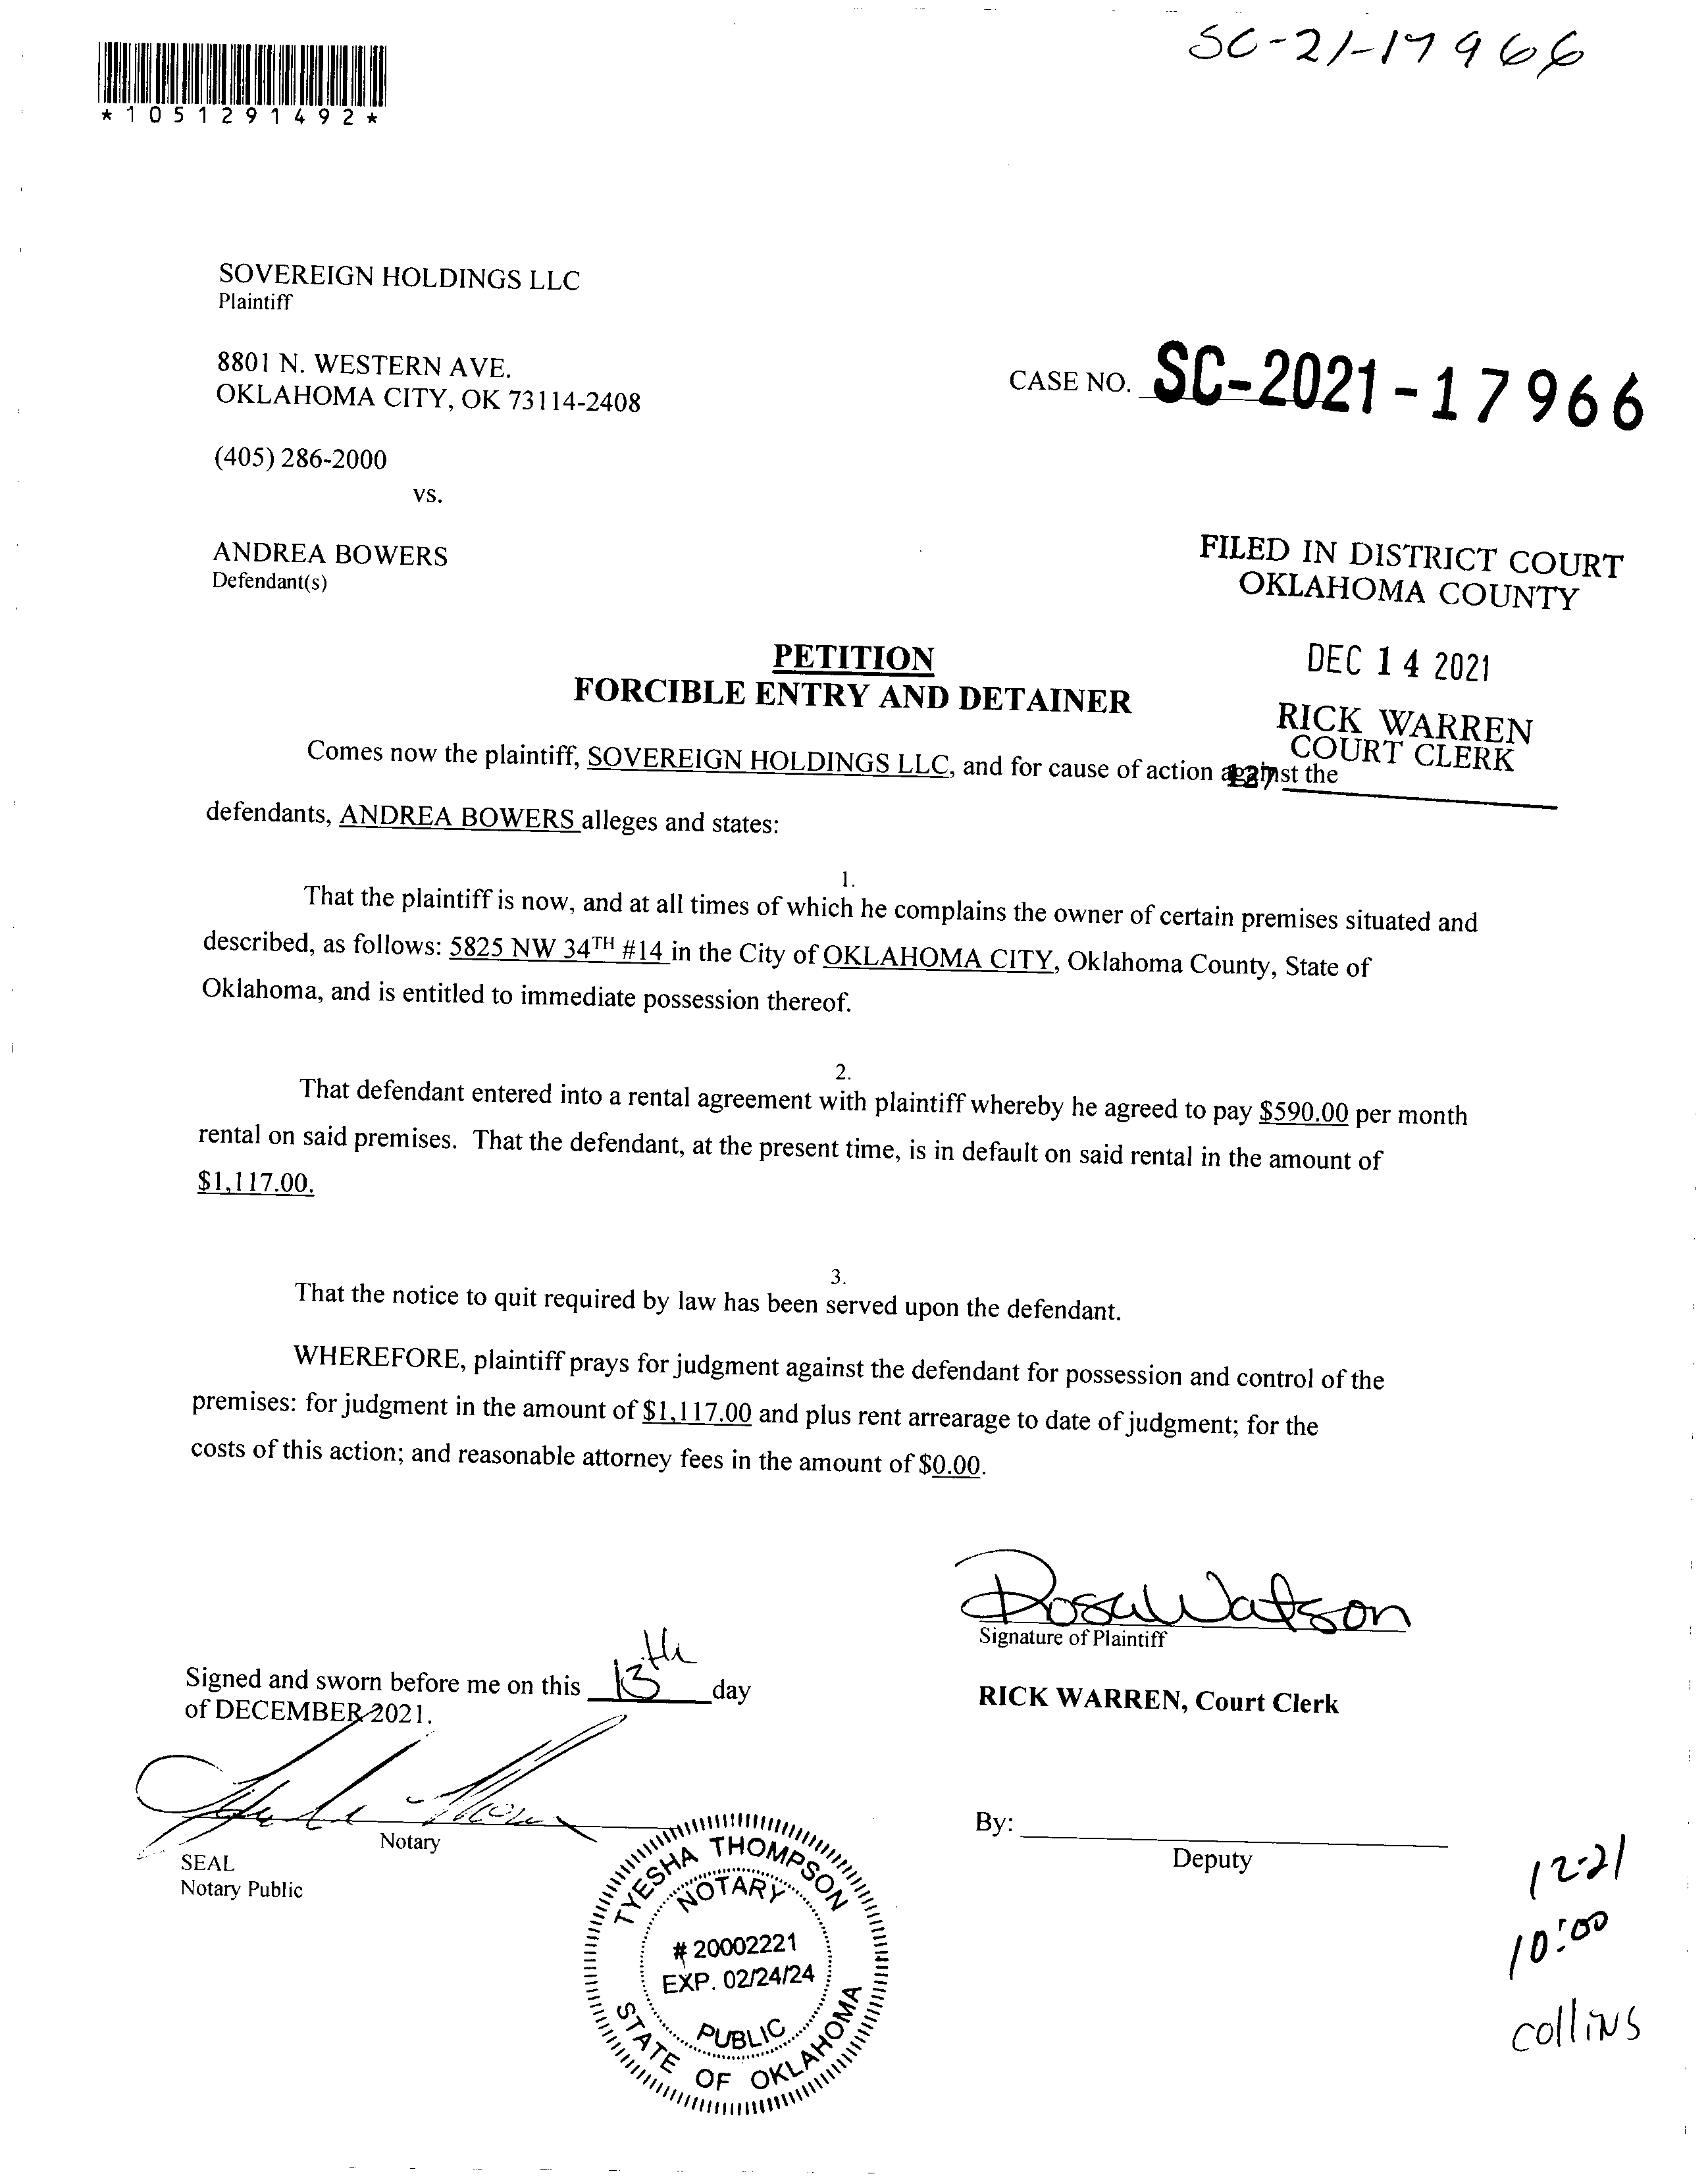 SC-21-17966
*1051291492*
SOVEREIGN HOLDINGS LLC
Plaintiff
8801 N. WESTERN AVE.
OKLAHOMA CITY, OK 73114-2408
CASE NO. SC-2021-17966
(405) 286-2000
vs.
ANDREA BOWERS
Defendant(s)
FILED IN DISTRICT COURT
OKLAHOMA COUNTY
DEC 14 2021
RICK WARREN
COURT CLERK
127
PETITION
FORCIBLE ENTRY AND DETAINER
Comes now the plaintiff, SOVEREIGN HOLDINGS LLC, and for cause of action against the
defendants, ANDREA BOWERS alleges and states:
1.
That the plaintiff is now, and at all times of which he complains the owner of certain premises situated and
described, as follows: 5825 NW 34TH #14 in the City of OKLAHOMA CITY, Oklahoma County, State of
Oklahoma, and is entitled to immediate possession thereof.
2.
That defendant entered into a rental agreement with plaintiff whereby he agreed to pay $590.00 per month
rental on said premises. That the defendant, at the present time, is in default on said rental in the amount of
$1,117.00.
3.
That the notice to quit required by law has been served upon the defendant.
WHEREFORE, plaintiff prays for judgment against the defendant for possession and control of the
premises: for judgment in the amount of $1,117.00 and plus rent arrearage to date of judgment; for the
costs of this action; and reasonable attorney fees in the amount of $0.00.
Rosa Watson
Signature of Plaintiff
Signed and sworn before me on this 13th day
of DECEMBER 2021.
RICK WARREN, Court Clerk
Notary
SEAL
Notary Public
By:
Deputy
TYESHA THOMPSON
NOTARY
# 20002221
EXP. 02/24/24
PUBLIC
STATE OF OKLAHOMA
12-21
10:00
collins